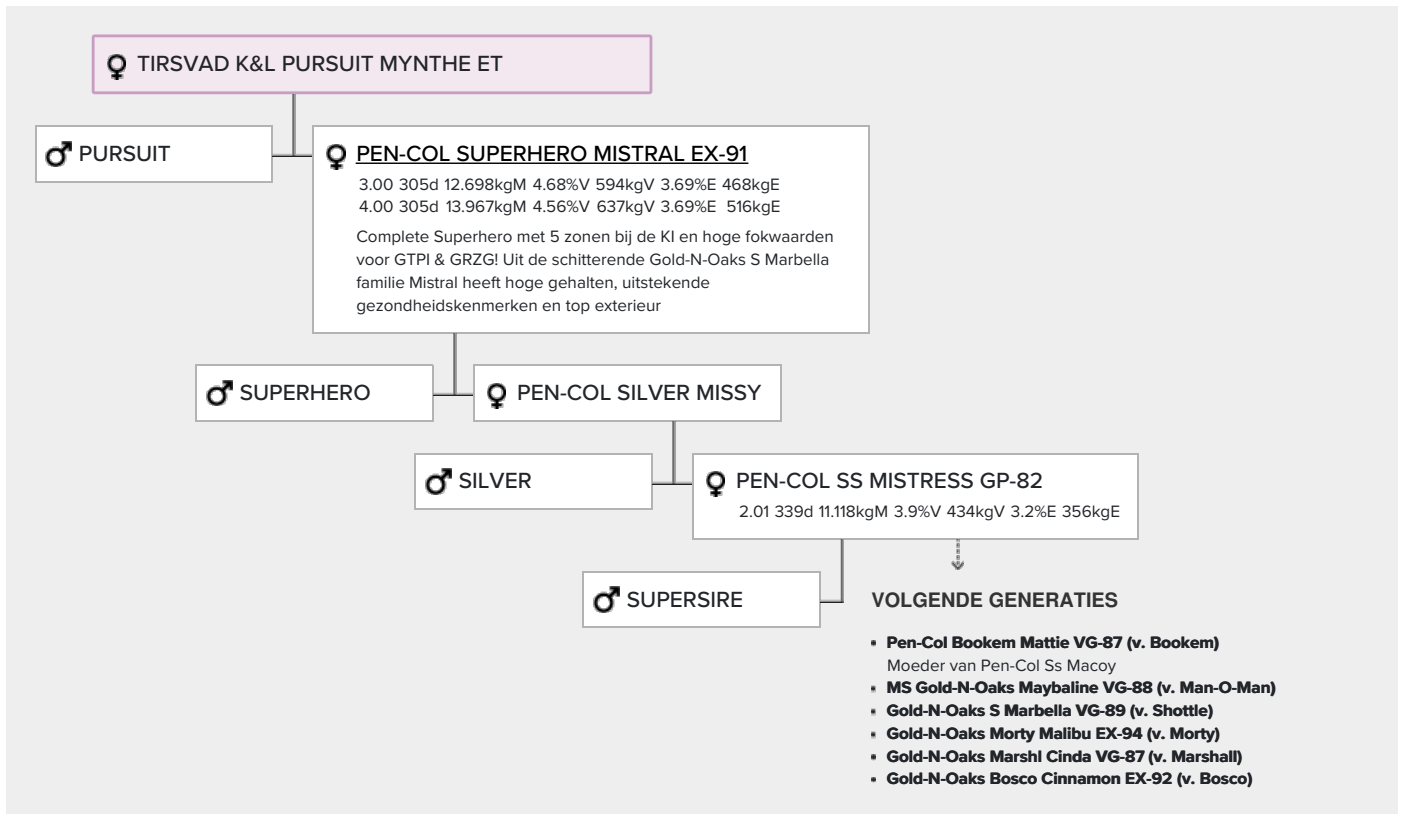 TIRSVAD K&L PURSUIT MYNTHE ET
PURSUIT
PEN-COL SUPERHERO MISTRAL EX-91
3.00 305d 12.698kgM 4.68%V 594kgV 3.69%E 468kgE
4.00 305d 13.967kgM 4.56%V 637kgV 3.69%E 516kgE
Complete Superhero met 5 zonen bij de KI en hoge fokwaarden
voor GTPI & GRZG! Uit de schitterende Gold-N-Oaks S Marbella
familie Mistral heeft hoge gehalten, uitstekende
gezondheidskenmerken en top exterieur
SUPERHERO
PEN-COL SILVER MISSY
SILVER
PEN-COL SS MISTRESS GP-82
2.01 339d 11.118kgM 3.9%V 434kgV 3.2%E 356kgE
SUPERSIRE
VOLGENDE GENERATIES
Pen-Col Bookem Mattie VG-87 (v. Bookem)
Moeder van Pen-Col Ss Macoy
MS Gold-N-Oaks Maybaline VG-88 (v. Man-O-Man)
Gold-N-Oaks S Marbella VG-89 (v. Shottle)
Gold-N-Oaks Morty Malibu EX-94 (v. Morty)
Gold-N-Oaks Marshl Cinda VG-87 (v. Marshall)
Gold-N-Oaks Bosco Cinnamon EX-92 (v. Bosco)